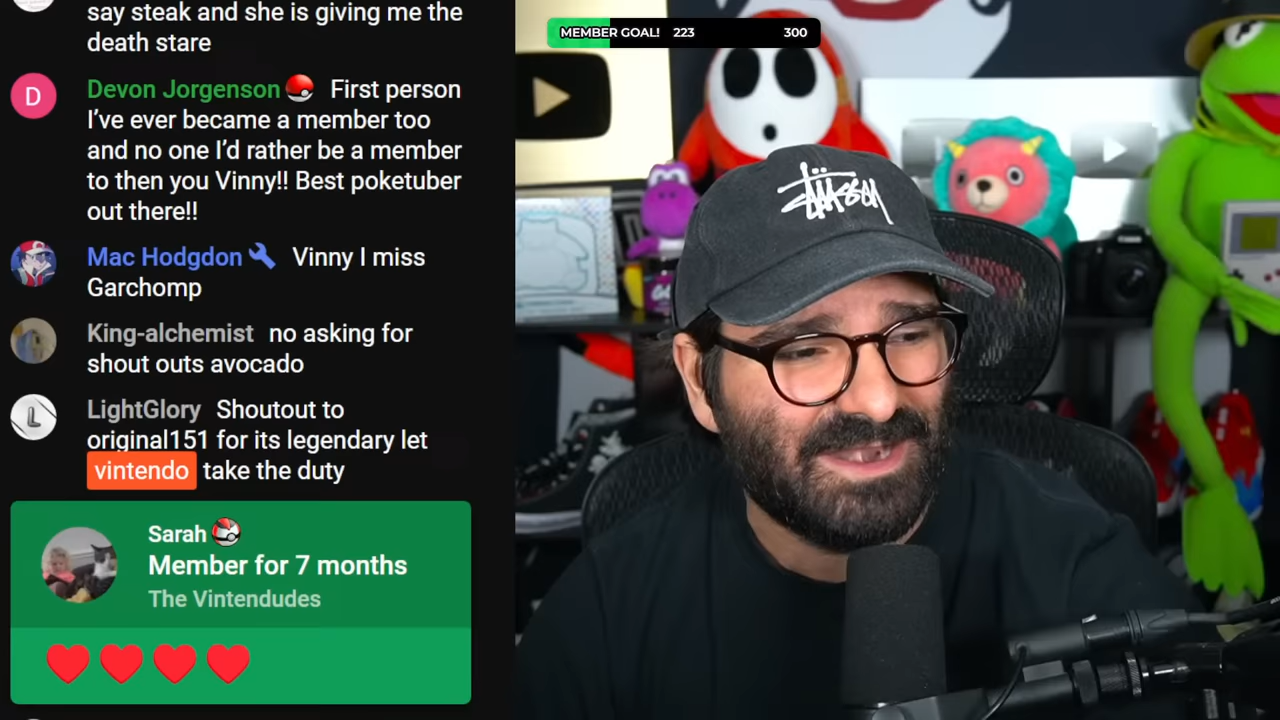 say steak and she is giving me the
death stare
D
Devon Jorgenson First person
I’ve ever became a member too
and no one I’d rather be a member
to then you Vinny!! Best poketuber
out there!!
Mac Hodgdon Vinny I miss
Garchomp
King-alchemist no asking for
shout outs avocado
L
LightGlory Shoutout to
original151 for its legendary let
vintendo take the duty
Sarah
Member for 7 months
The Vintendudes
MEMBER GOAL! 223 300
Stüssy